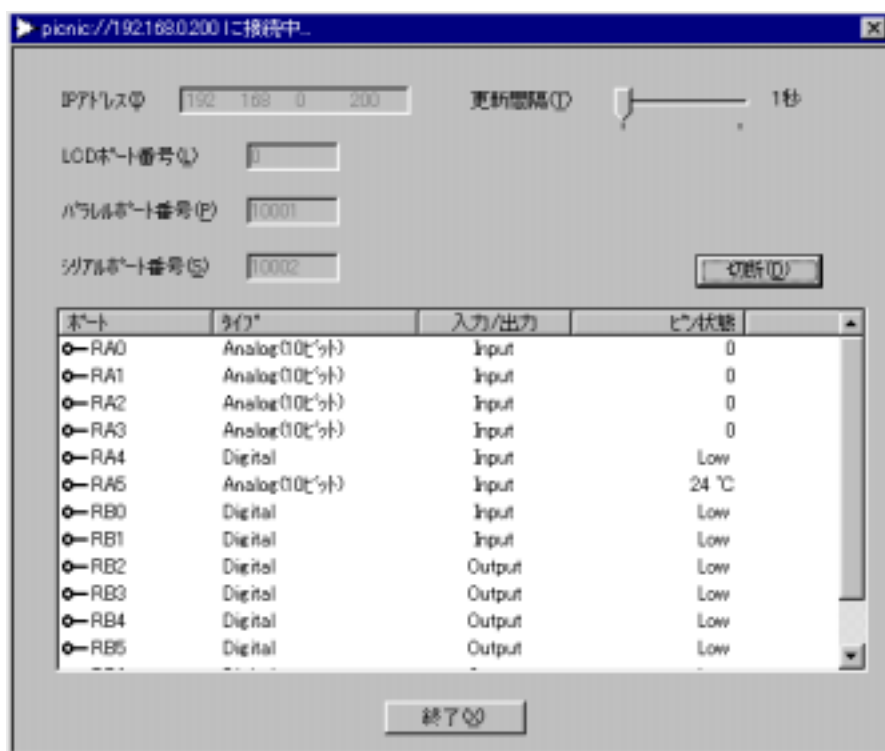 picnic://192.168.0.200 に接続中...
IPアドレス(I) 192 168 0 200 更新間隔(T) 1秒
LCDポート番号(L) 0
パラレルポート番号(P) 10001
シリアルポート番号(S) 10002
切断(D)
ポート タイプ 入力/出力 ピン状態
RA0 Analog(10ビット) Input 0
RA1 Analog(10ビット) Input 0
RA2 Analog(10ビット) Input 0
RA3 Analog(10ビット) Input 0
RA4 Digital Input Low
RA5 Analog(10ビット) Input 24 ℃
RB0 Digital Input Low
RB1 Digital Input Low
RB2 Digital Output Low
RB3 Digital Output Low
RB4 Digital Output Low
RB5 Digital Output Low
終了(X)